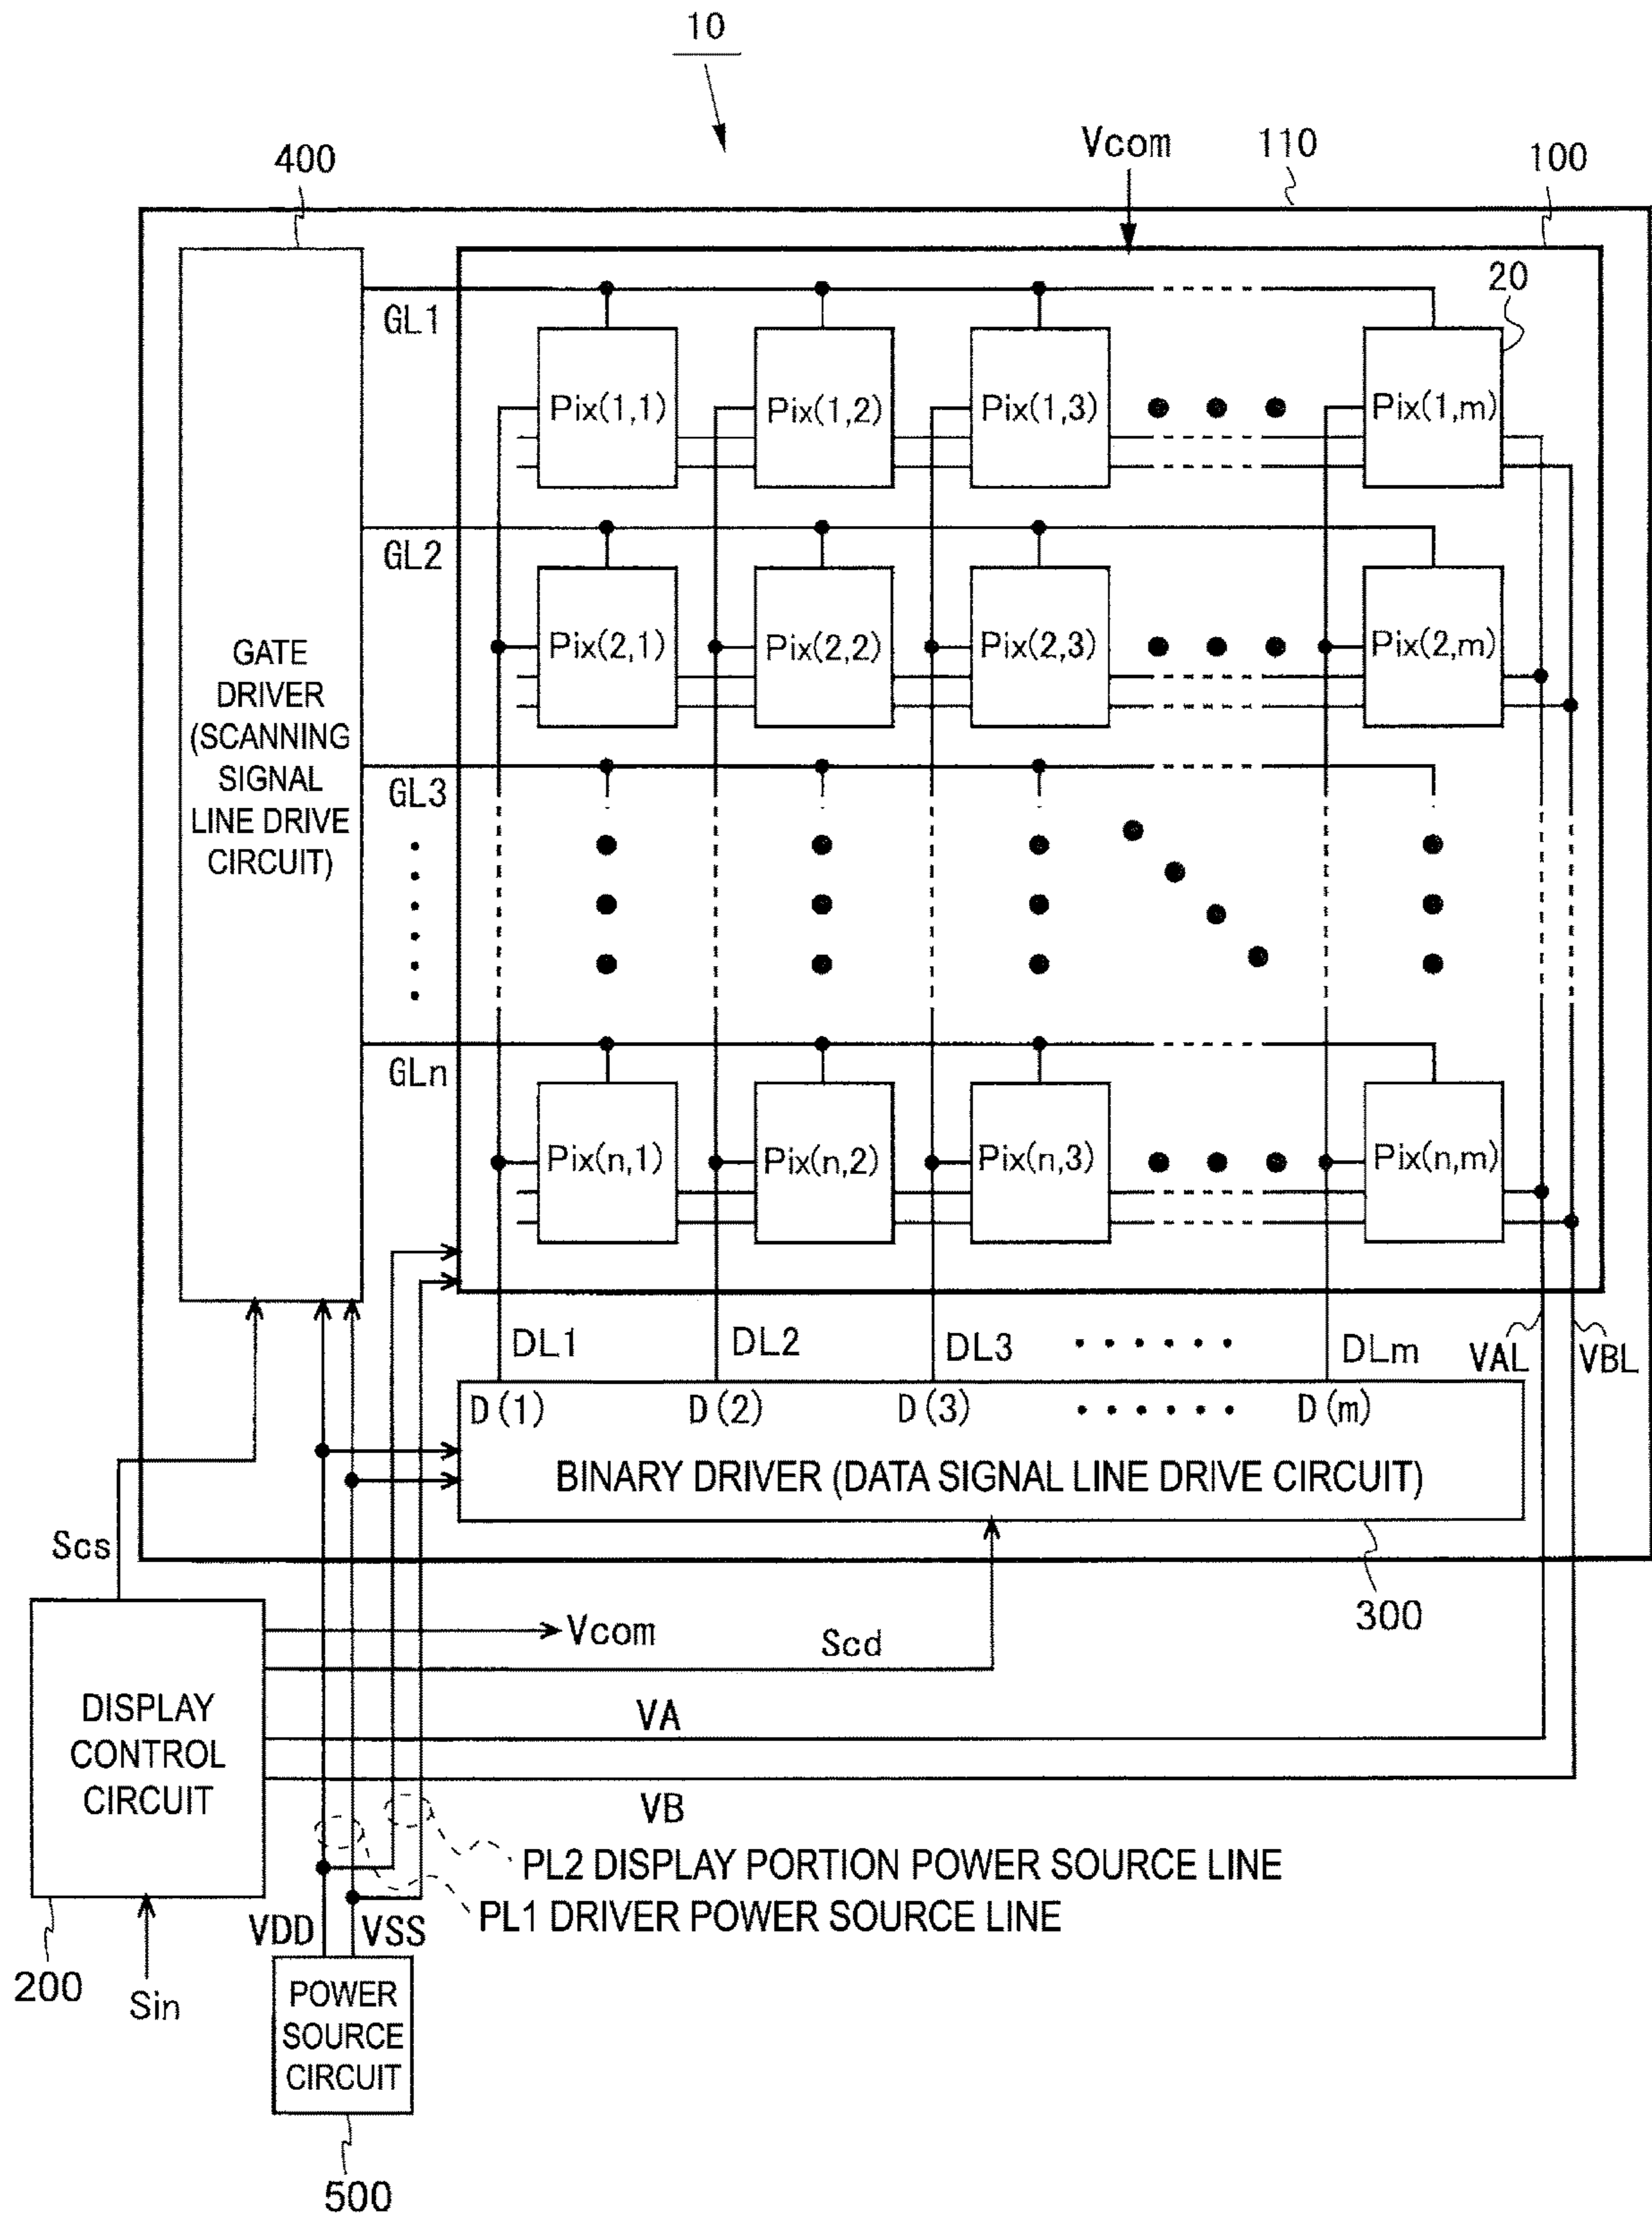 10
Vcom
110
100
400
20
GL1
Pix(1,1) Pix(1,2) Pix(1,3) Pix(1,m)
GL2
Pix(2,1) Pix(2,2) Pix(2,3) Pix(2,m)
GATE
DRIVER
(SCANNING
SIGNAL
LINE DRIVE
CIRCUIT)
GL3
GLn
Pix(n,1) Pix(n,2) Pix(n,3) Pix(n,m)
DL1 DL2 DL3 DLm VAL VBL
D(1) D(2) D(3) D(m)
BINARY DRIVER (DATA SIGNAL LINE DRIVE CIRCUIT)
Scs
300
Vcom
Scd
DISPLAY
CONTROL
CIRCUIT
VA
VB
PL2 DISPLAY PORTION POWER SOURCE LINE
PL1 DRIVER POWER SOURCE LINE
VDD VSS
200
Sin
POWER
SOURCE
CIRCUIT
500